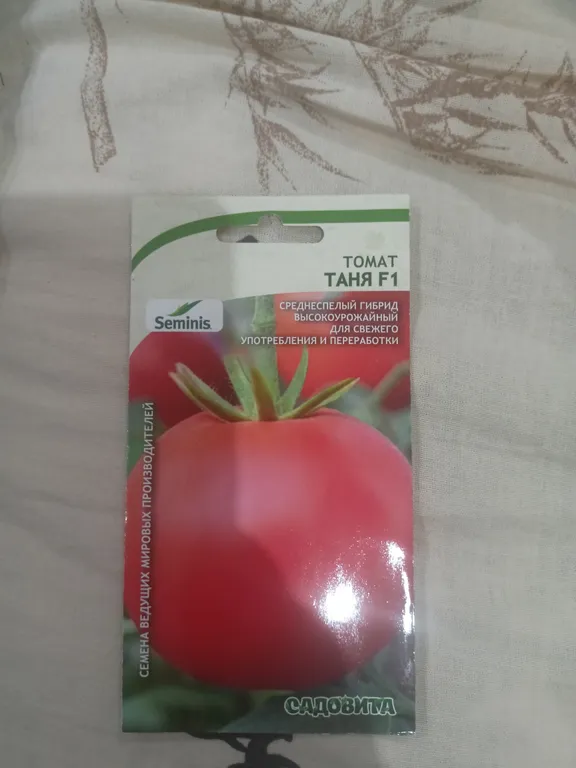 ТОМАТ
ТАНЯ F1
Seminis
СРЕДНЕСПЕЛЫЙ ГИБРИД
ВЫСОКОУРОЖАЙНЫЙ
ДЛЯ СВЕЖЕГО
УПОТРЕБЛЕНИЯ И ПЕРЕРАБОТКИ
СЕМЕНА ВЕДУЩИХ МИРОВЫХ ПРОИЗВОДИТЕЛЕЙ
САДОВИТА